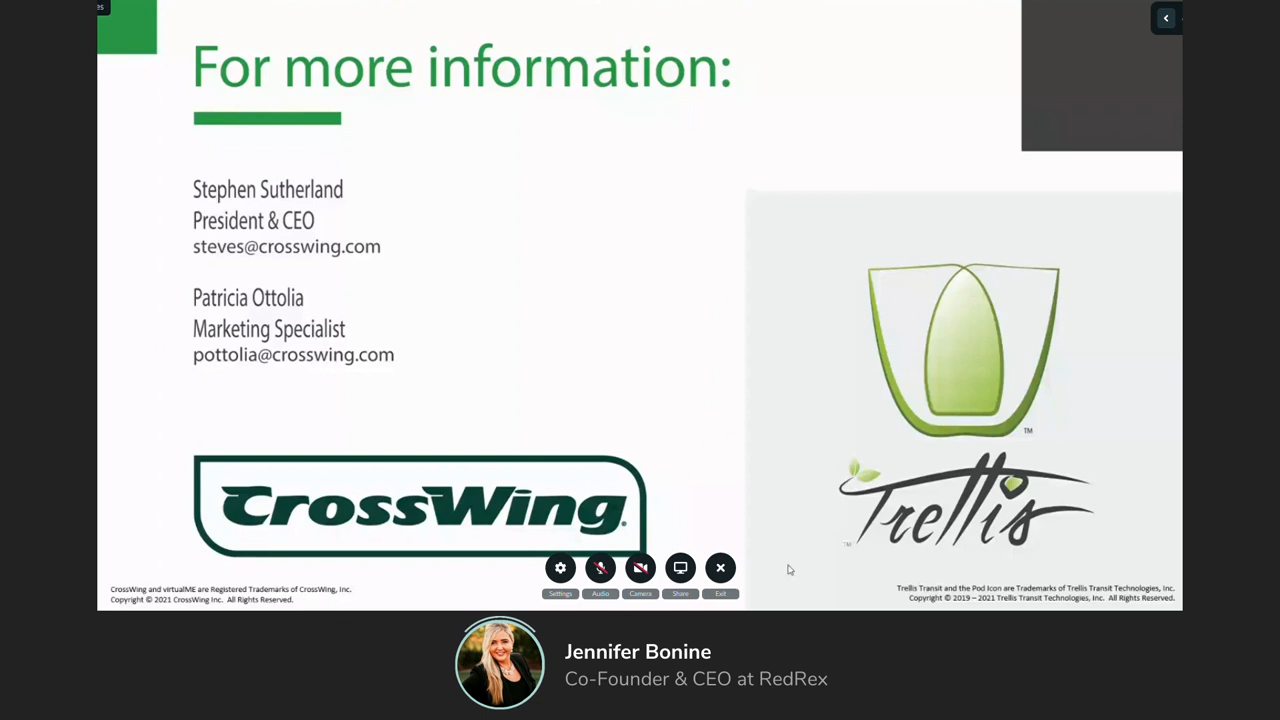 es
For more information:
Stephen Sutherland
President & CEO
steves@crosswing.com
Patricia Ottolia
Marketing Specialist
pottolia@crosswing.com
CrossWing®
TM
Trellis
TM
CrossWing and virtualME are Registered Trademarks of CrossWing, Inc.
Copyright © 2021 CrossWing Inc. All Rights Reserved.
Settings
Audio
Camera
Share
Exit
Trellis Transit and the Pod Icon are Trademarks of Trellis Transit Technologies, Inc.
Copyright © 2019 – 2021 Trellis Transit Technologies, Inc. All Rights Reserved.
Jennifer Bonine
Co-Founder & CEO at RedRex